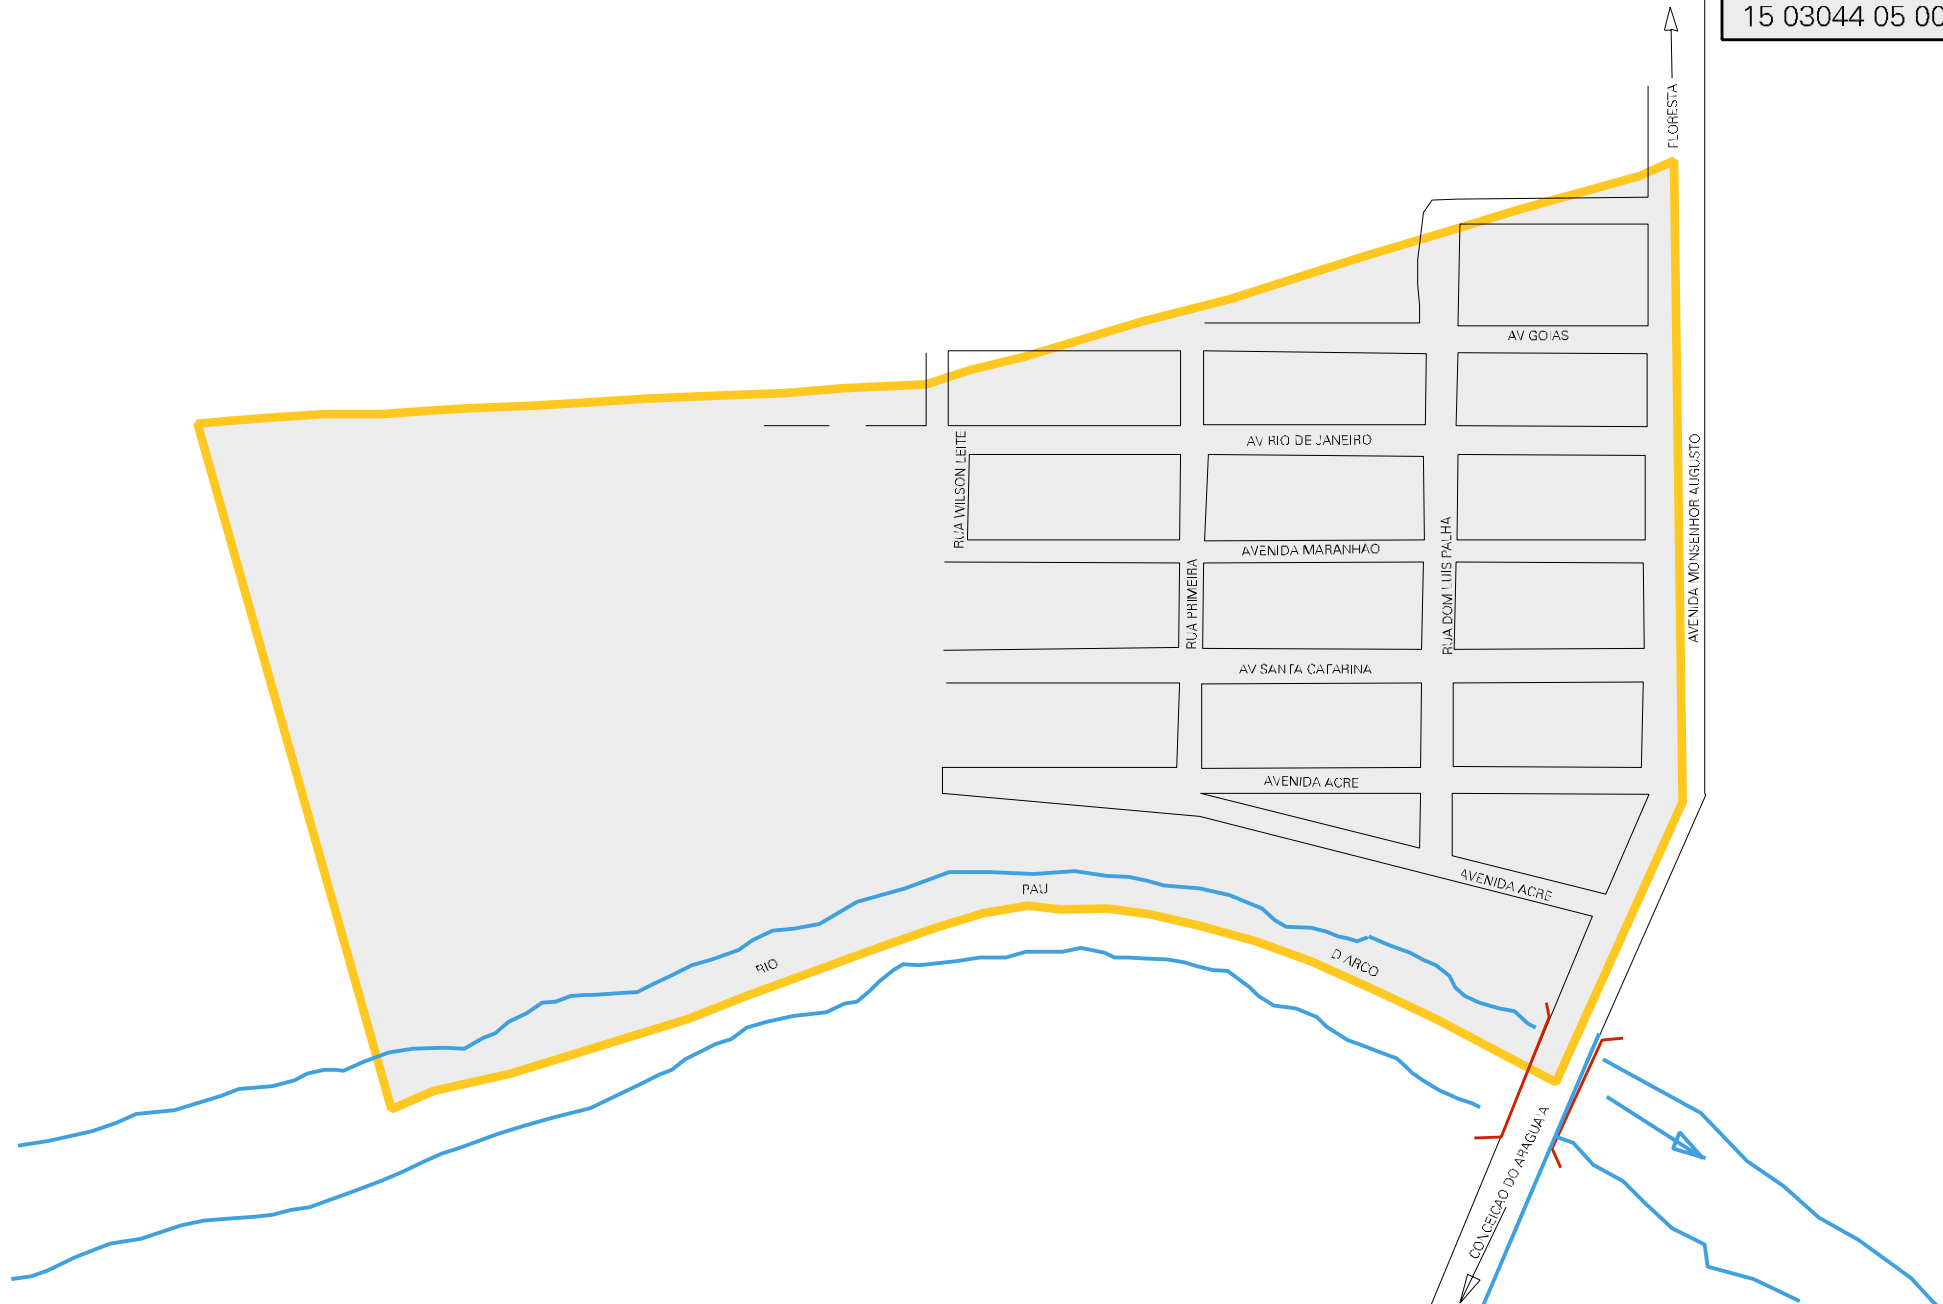 15 03044 05 00
FLORESTA
AV GOIAS
AV RIO DE JANEIRO
RUA WILSON LEITE
AVENIDA MONSENHOR AUGUSTO
AVENIDA MARANHAO
RUA PRIMEIRA
RUA DOM LUIS PALHA
AV SANTA CATARINA
AVENIDA ACRE
AVENIDA ACRE
RIO
PAU
D ARCO
CONCEICAO DO ARAGUAIA